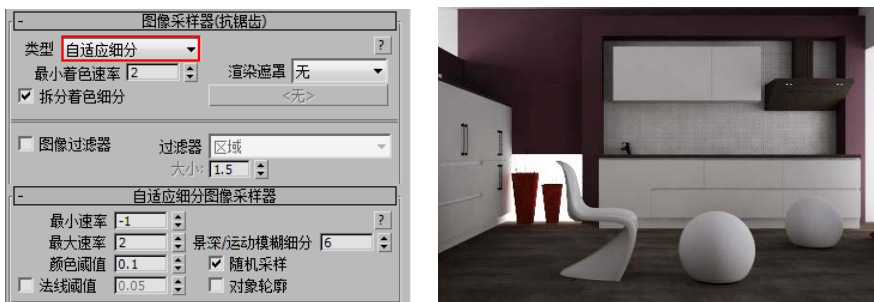 - 图像采样器(抗锯齿)
类型 自适应细分 ?
最小着色速率 2 渲染遮罩 无
拆分着色细分 <无>
图像过滤器 过滤器 区域
大小: 1.5
- 自适应细分图像采样器
最小速率 -1 ?
最大速率 2 景深/运动模糊细分 6
颜色阈值 0.1 随机采样
法线阈值 0.05 对象轮廓